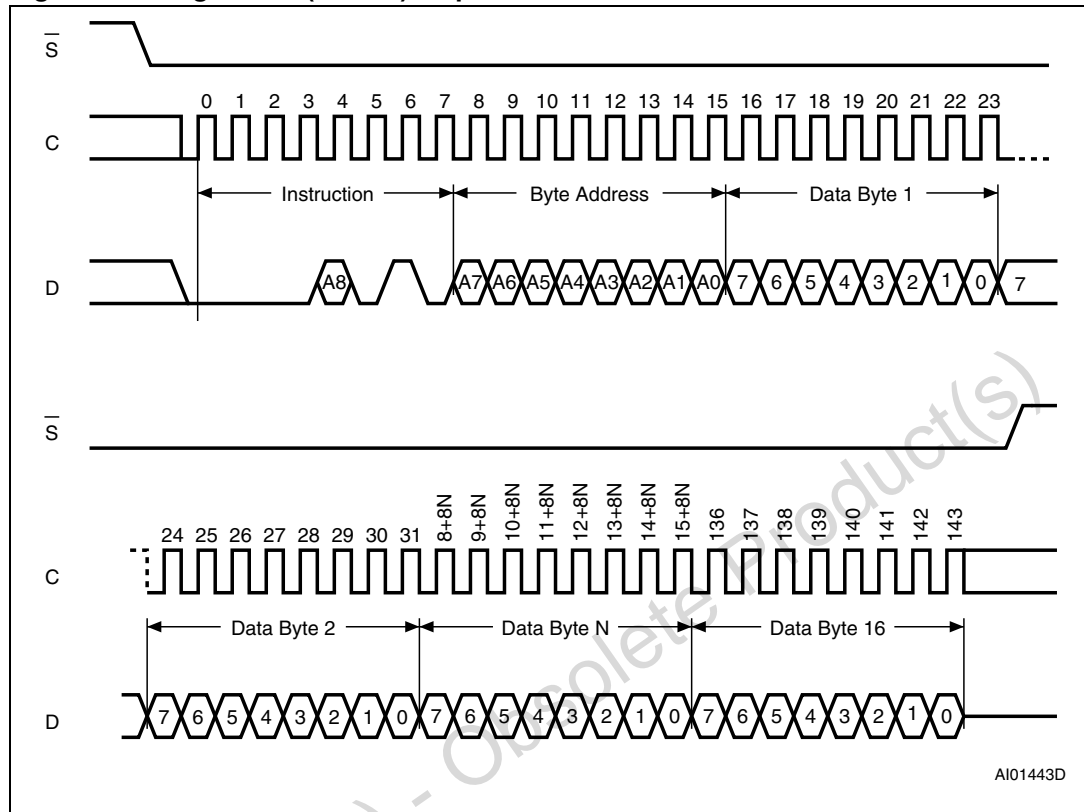 S
0 1 2 3 4 5 6 7 8 9 10 11 12 13 14 15 16 17 18 19 20 21 22 23
C
Instruction Byte Address Data Byte 1
D A8 A7 A6 A5 A4 A3 A2 A1 A0 7 6 5 4 3 2 1 0 7
S
24 25 26 27 28 29 30 31 8+8N 9+8N 10+8N 11+8N 12+8N 13+8N 14+8N 15+8N 136 137 138 139 140 141 142 143
C
Data Byte 2 Data Byte N Data Byte 16
D 7 6 5 4 3 2 1 0 7 6 5 4 3 2 1 0 7 6 5 4 3 2 1 0
AI01443D
) - Obsolete Product(s)